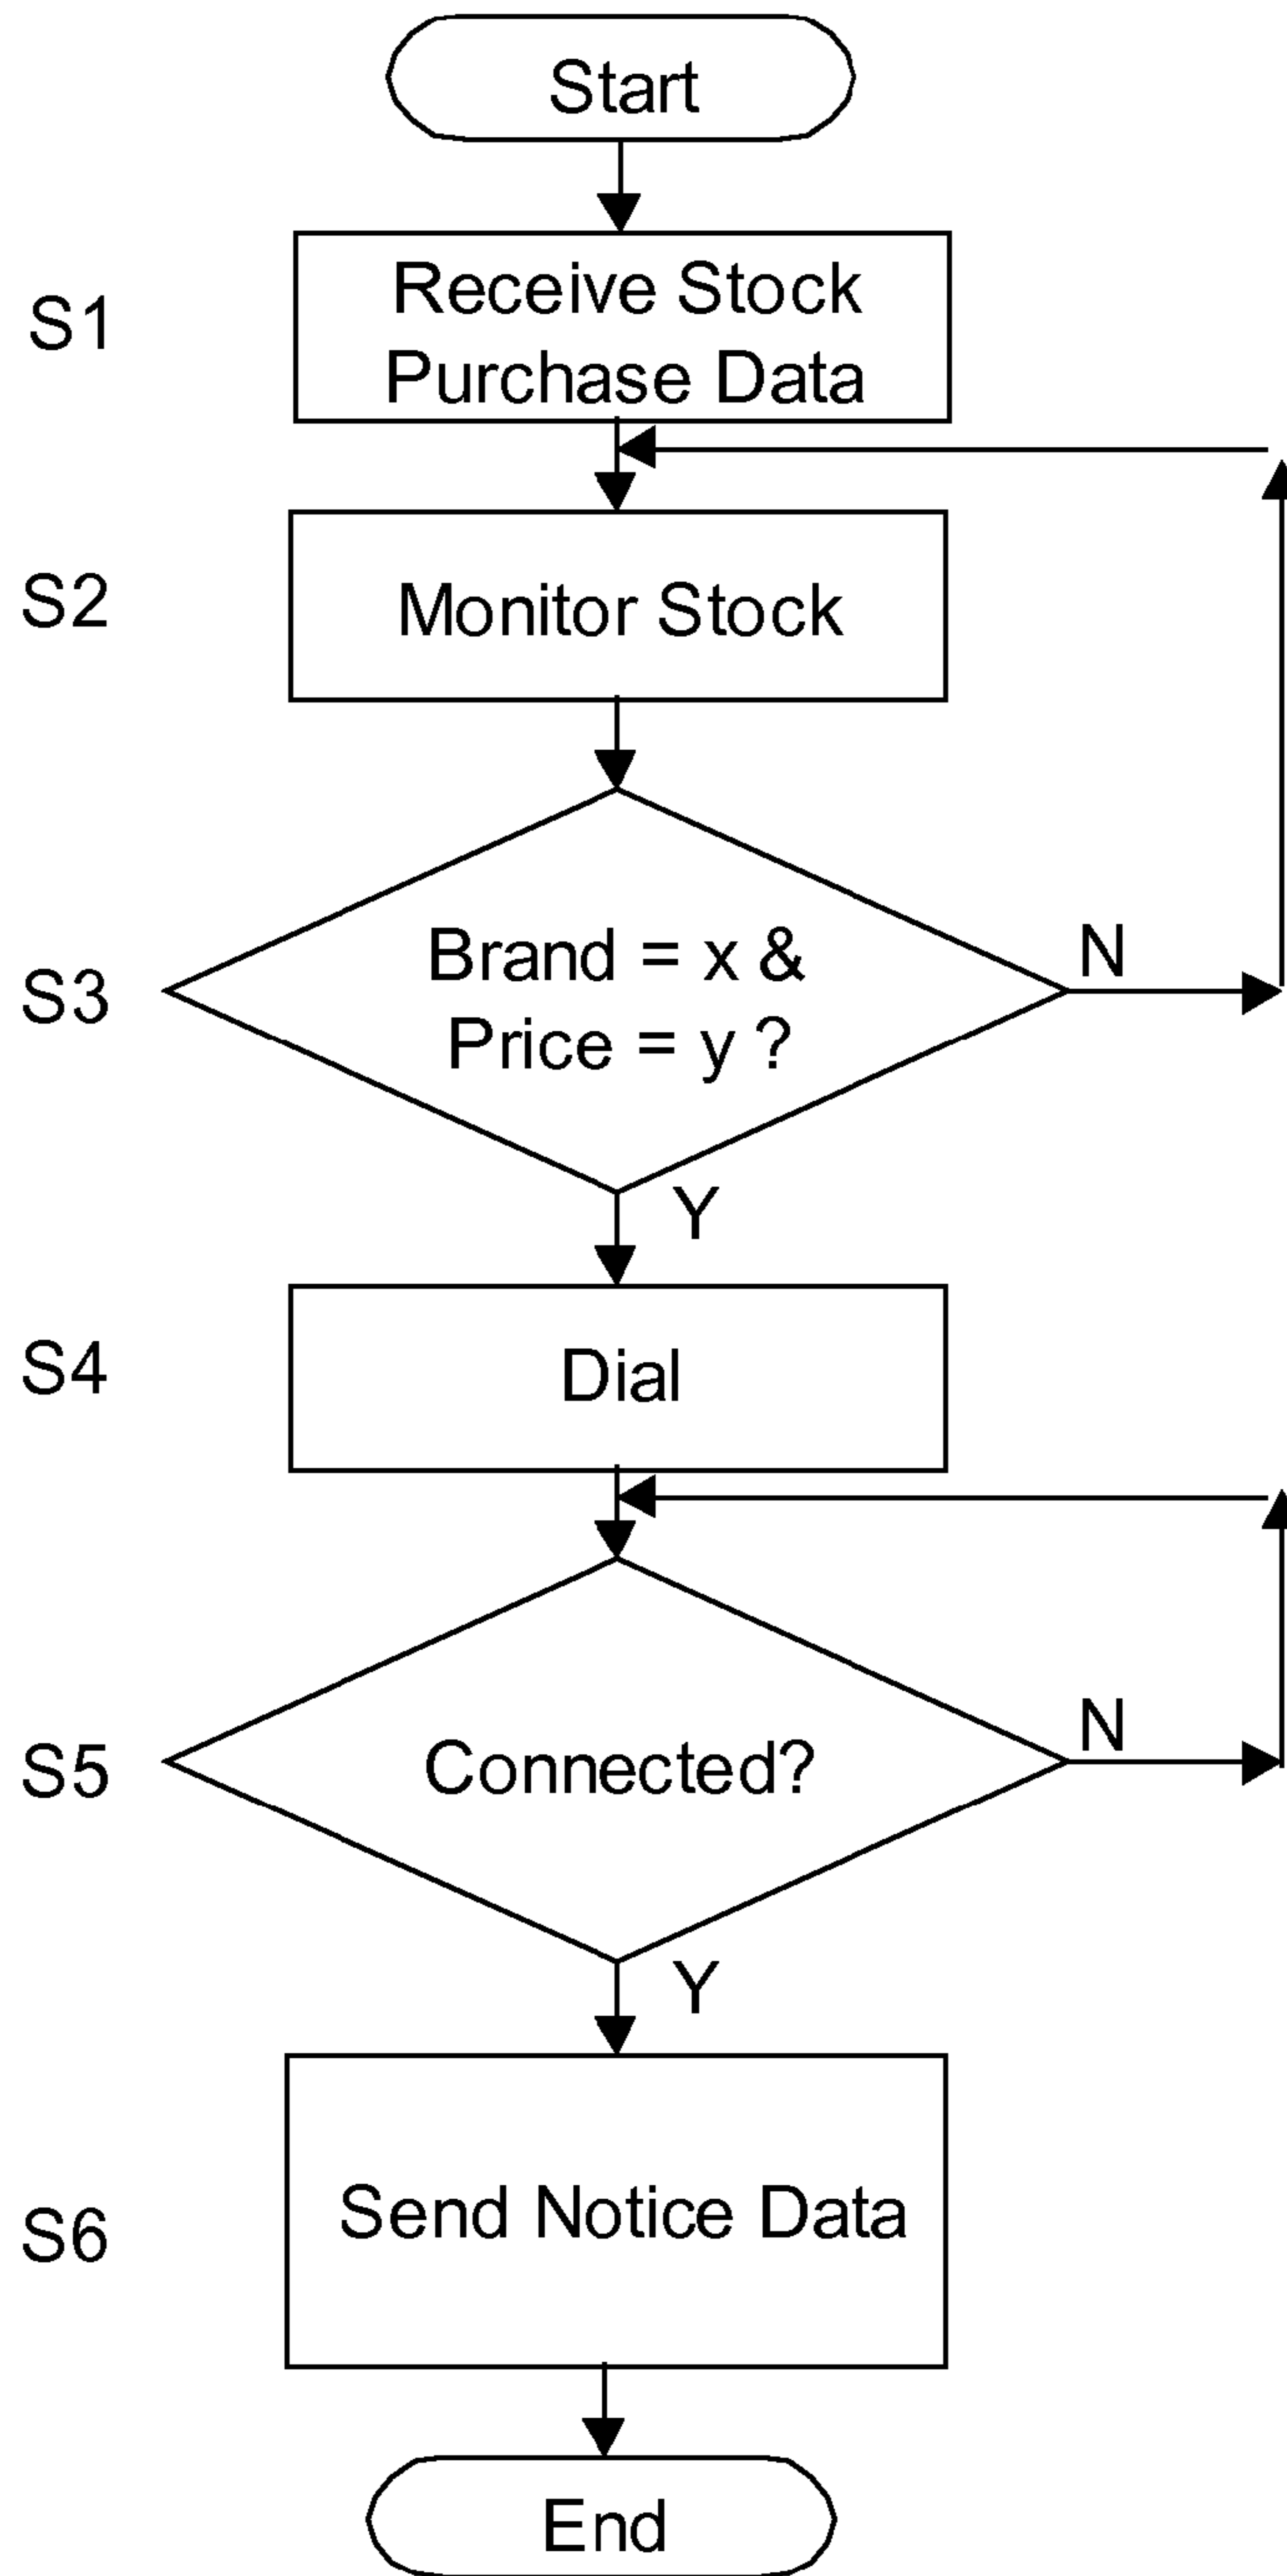 Start
S1
Receive Stock
Purchase Data
S2
Monitor Stock
S3
Brand = x &
Price = y ?
N
Y
S4
Dial
S5
Connected?
N
Y
S6
Send Notice Data
End